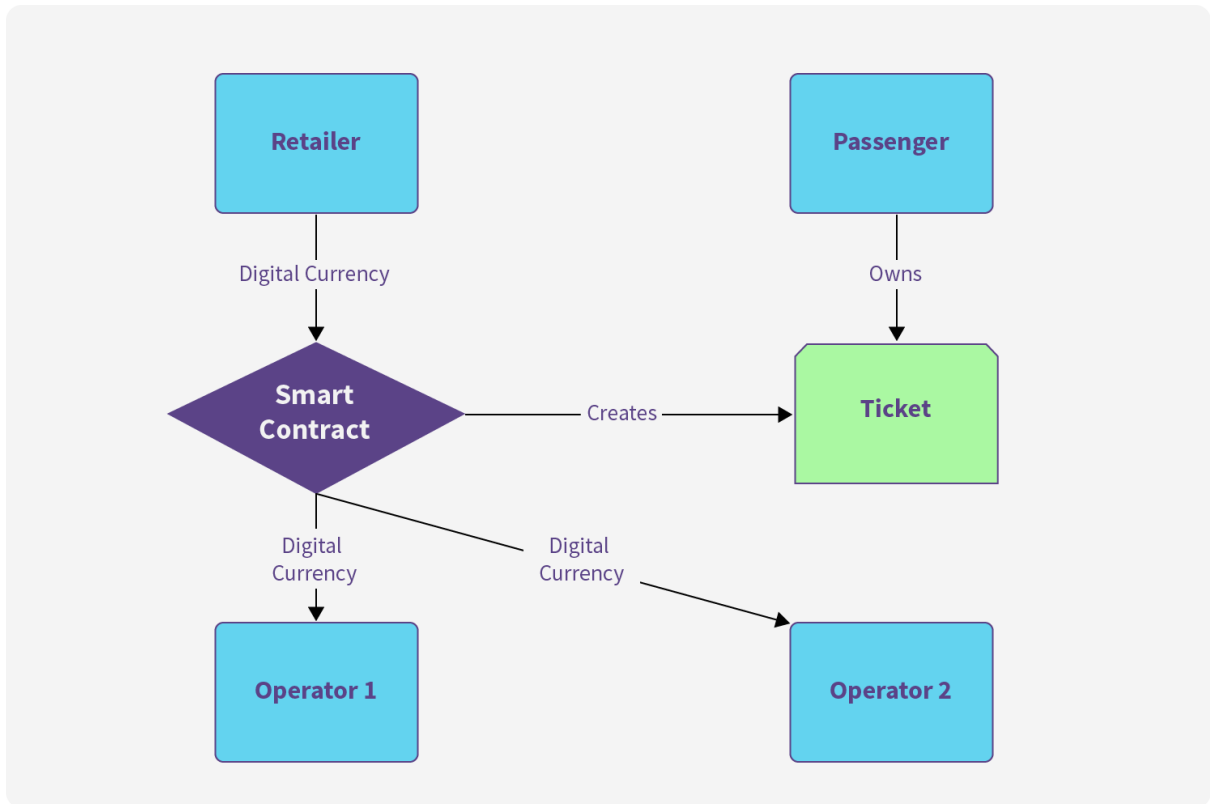 Retailer
Passenger
Digital Currency
Owns
Smart
Contract
Creates
Ticket
Digital
Currency
Digital
Currency
Operator 1
Operator 2